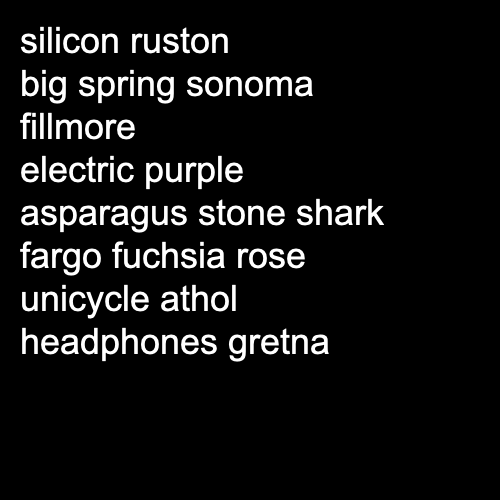 silicon ruston
big spring sonoma
fillmore
electric purple
asparagus stone shark
fargo fuchsia rose
unicycle athol
headphones gretna